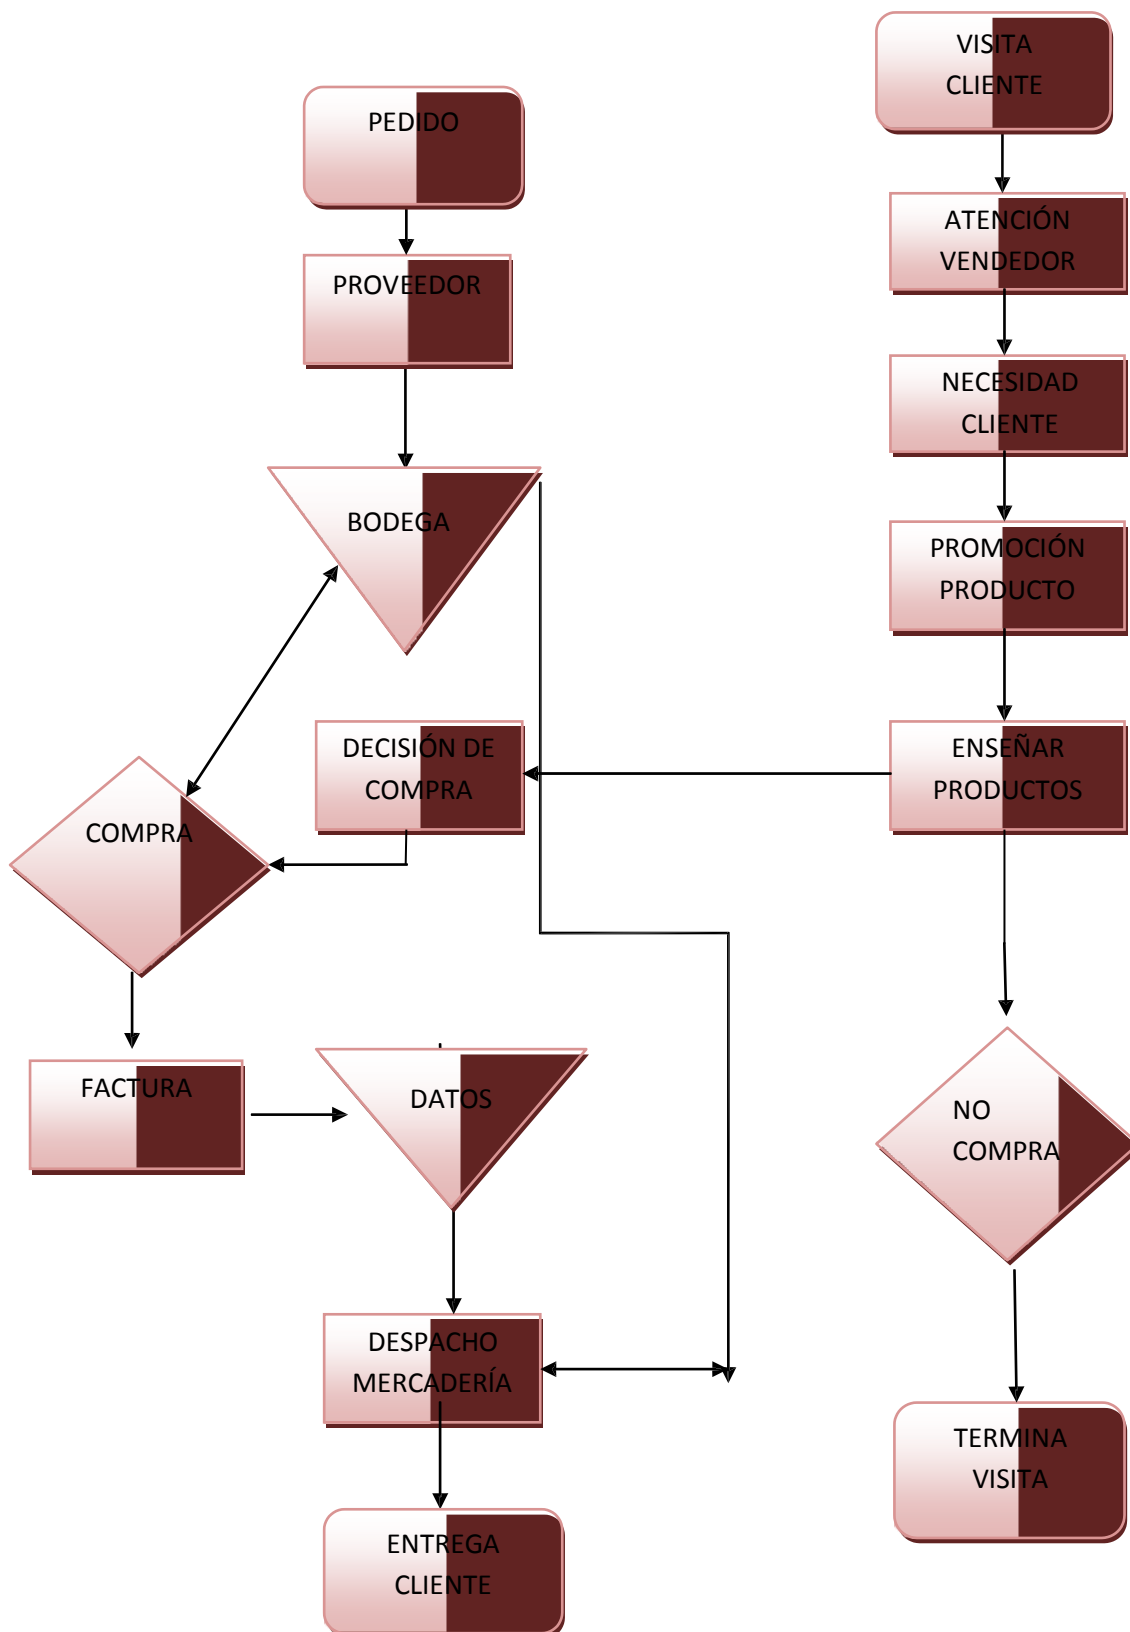 VISITA
CLIENTE
PEDIDO
ATENCIÓN
VENDEDOR
PROVEEDOR
NECESIDAD
CLIENTE
BODEGA
PROMOCIÓN
PRODUCTO
DECISIÓN DE
COMPRA
ENSEÑAR
PRODUCTOS
COMPRA
FACTURA
DATOS
NO
COMPRA
DESPACHO
MERCADERÍA
TERMINA
VISITA
ENTREGA
CLIENTE